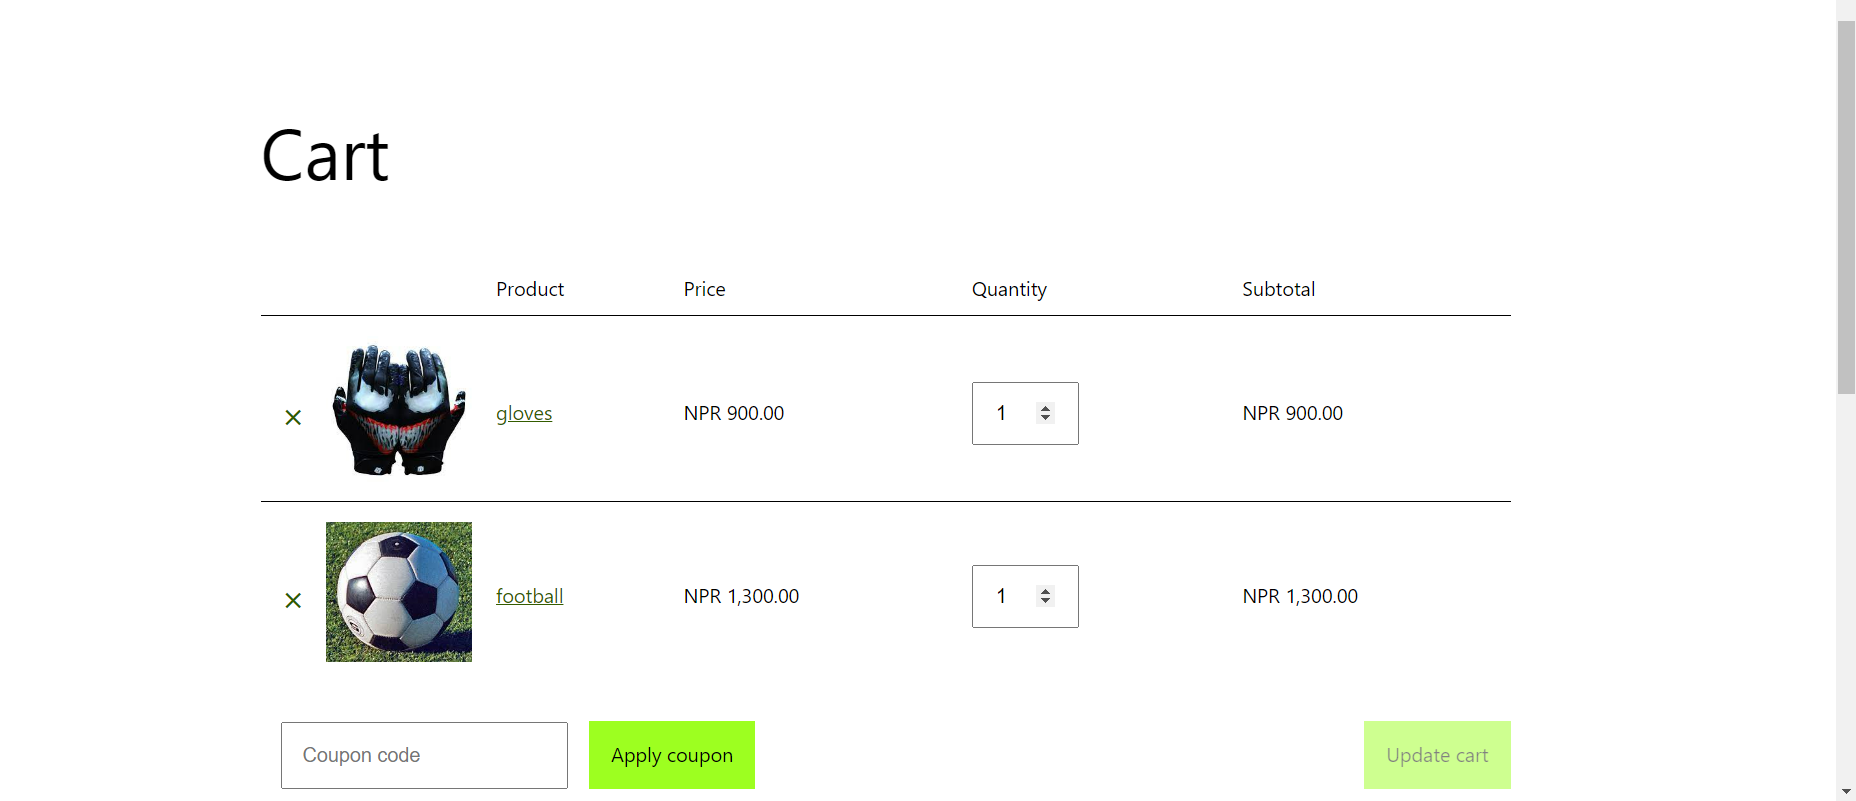 Cart
Product Price Quantity Subtotal
gloves NPR 900.00 1 NPR 900.00
football NPR 1,300.00 1 NPR 1,300.00
Coupon code Apply coupon Update cart